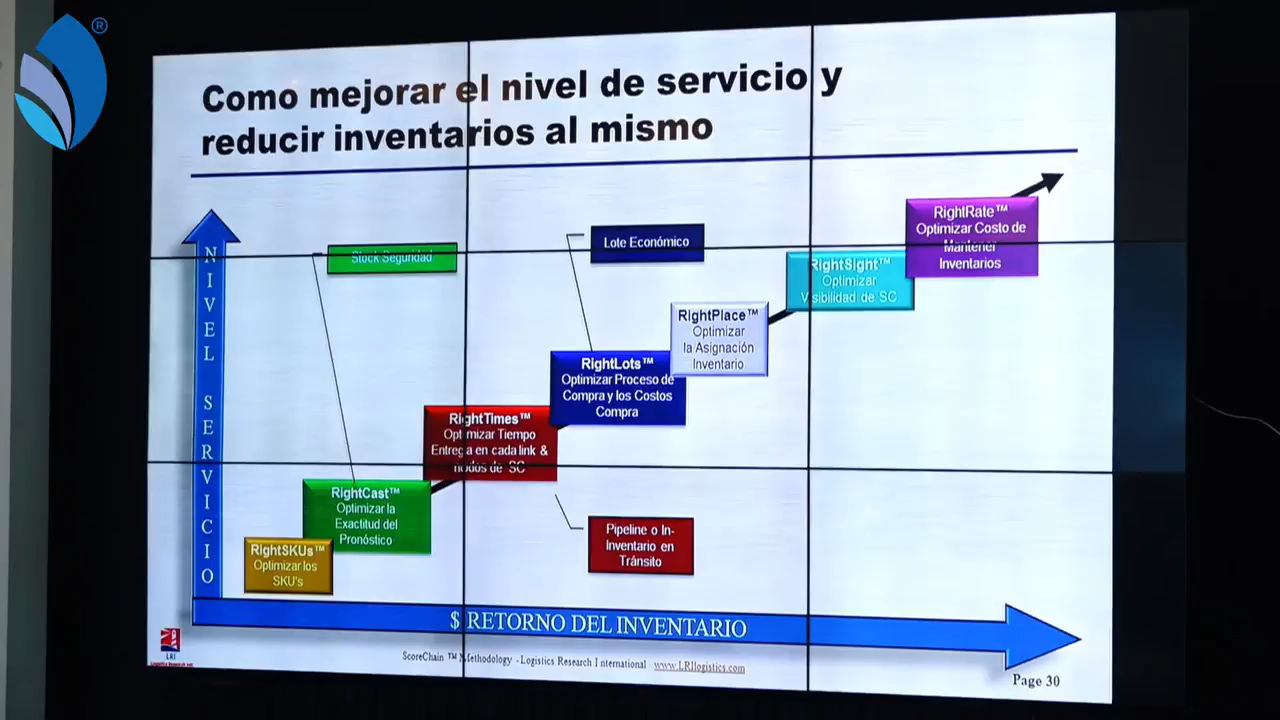 ®
Como mejorar el nivel de servicio y
reducir inventarios al mismo
NIVEL SERVICIO
Stock Seguridad
Lote Económico
RightRate™
Optimizar Costo de
Mantener
Inventarios
RightSight™
Optimizar
Visibilidad de SC
RightPlace™
Optimizar
la Asignación
Inventario
RightLots™
Optimizar Proceso de
Compra y los Costos
Compra
RightTimes™
Optimizar Tiempo
Entrega en cada link &
nodos de SC
RightCast™
Optimizar la
Exactitud del
Pronóstico
RightSKUs™
Optimizar los
SKU's
Pipeline o In-
Inventario en
Tránsito
$ RETORNO DEL INVENTARIO
LRI
ScoreChain ™ Methodology - Logistics Research International www.LRIlogistics.com
Page 30